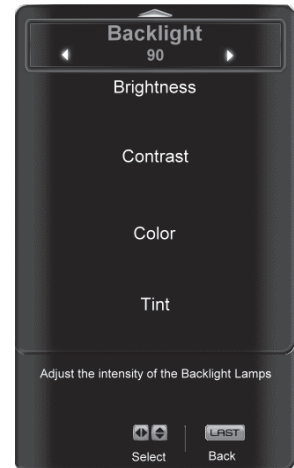 Backlight
90
Brightness
Contrast
Color
Tint
Adjust the intensity of the Backlight Lamps
LAST
Select Back